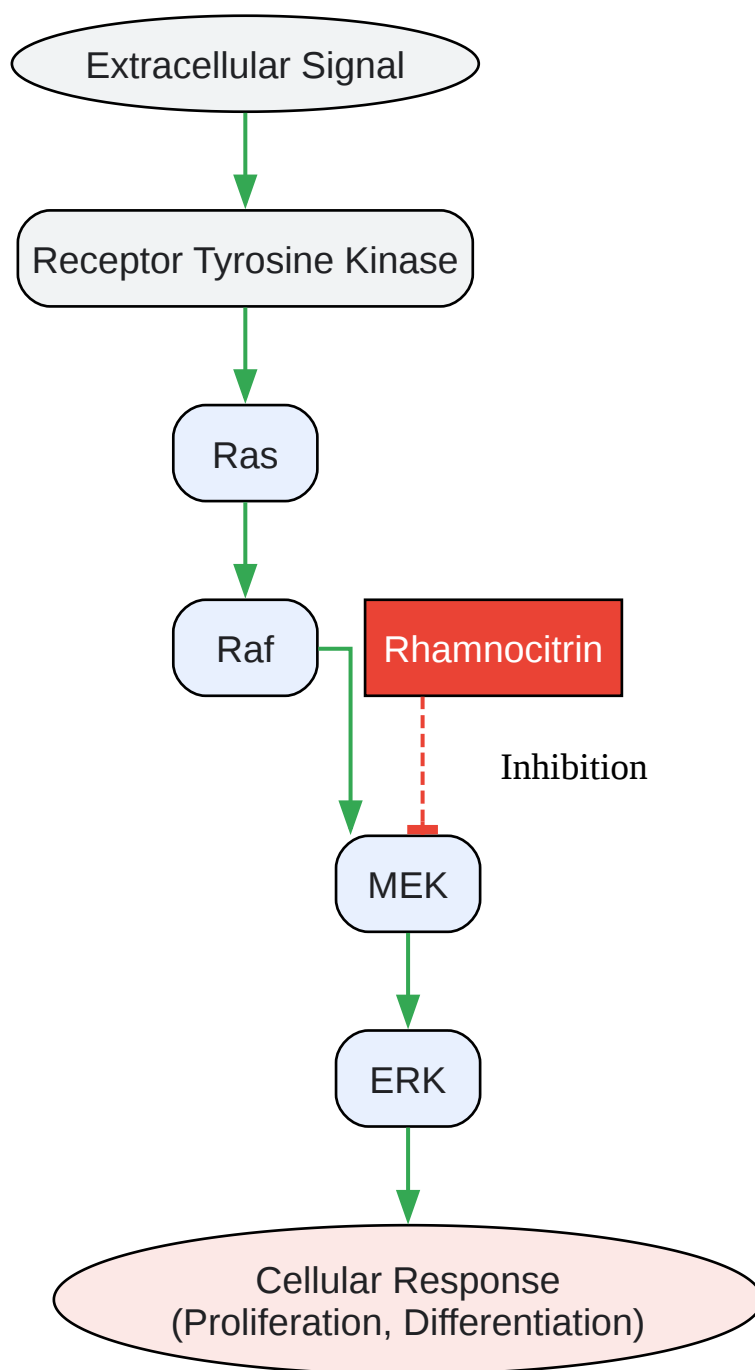 Extracellular Signal
Receptor Tyrosine Kinase
Ras
Raf
Rhamnocitrin
Inhibition
MEK
ERK
Cellular Response
(Proliferation, Differentiation)